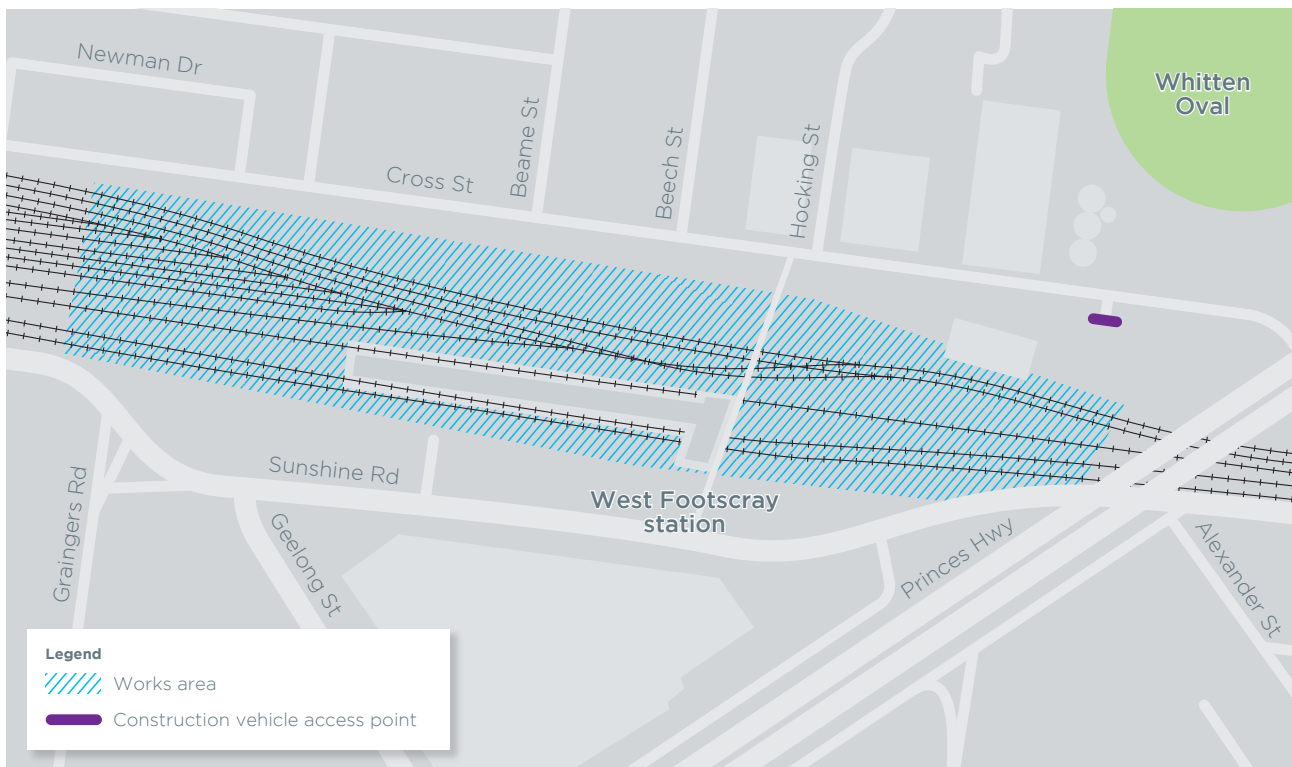 Newman Dr
Whitten
Oval
Beame St
Beech St
Hocking St
Cross St
Sunshine Rd
Graingers Rd
Geelong St
West Footscray
station
Princes Hwy
Alexander St
Legend
Works area
Construction vehicle access point